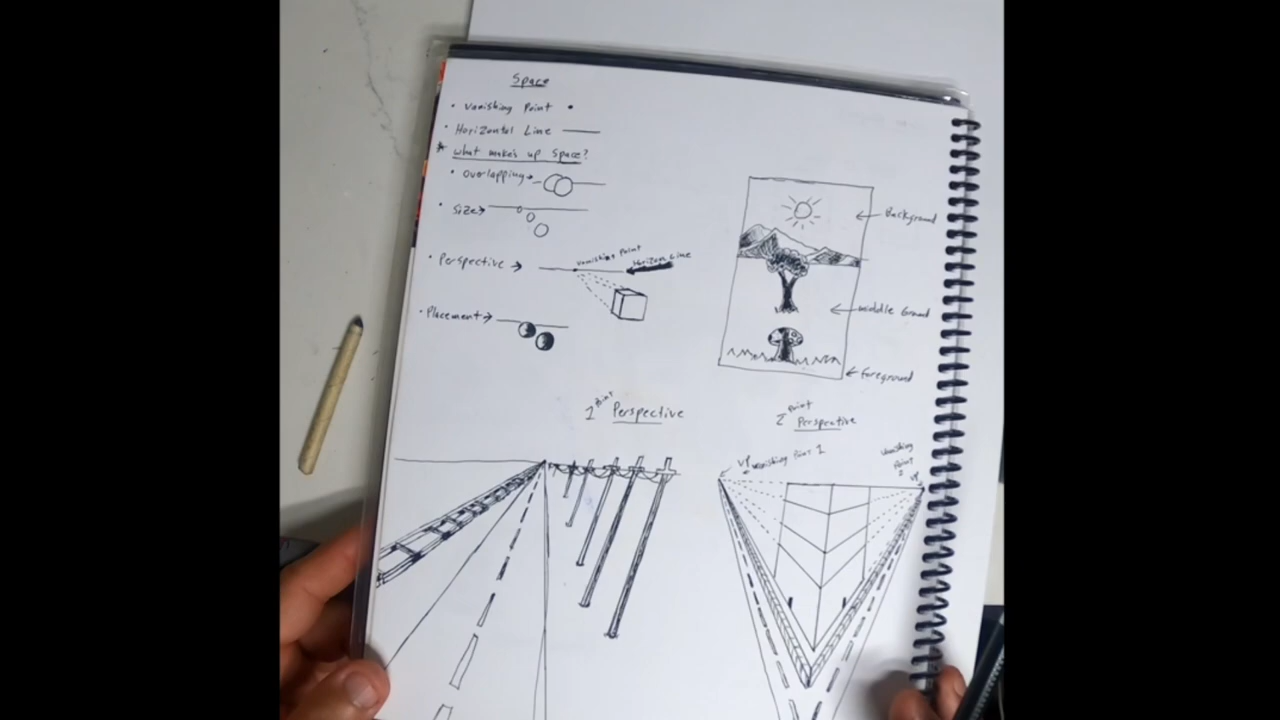 Space
• Vanishing Point •
• Horizontal Line
* What makes up Space?
• Overlapping
• Size
• Perspective
Vanishing Point
Horizon Line
• Placement
Background
middle Ground
foreground
1 Point Perspective
2 Point Perspective
VP vanishing Point 1
Vanishing
Point
2
VP